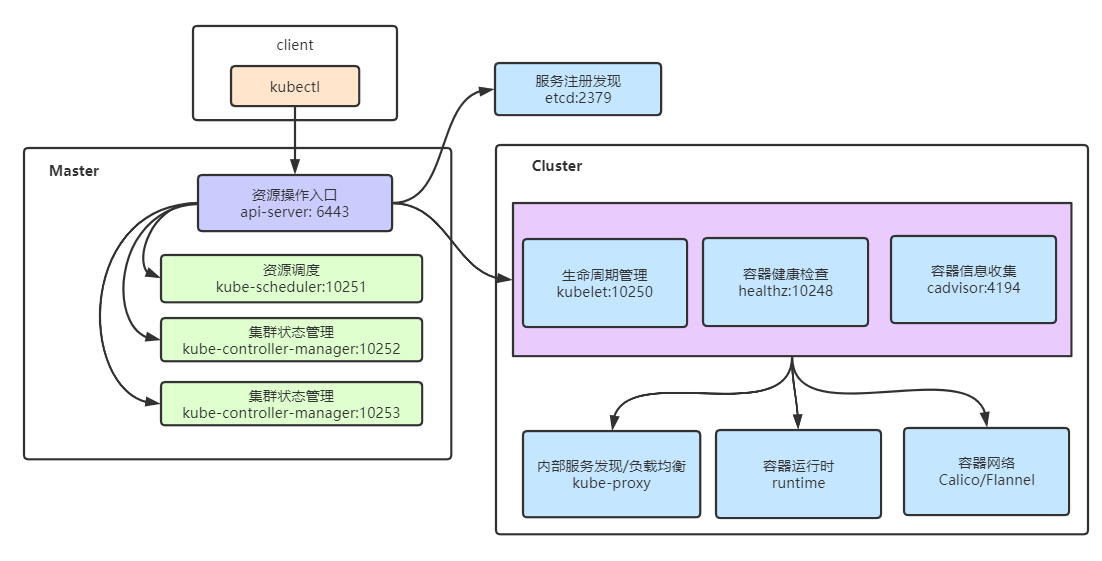 client
kubectl
服务注册发现
etcd:2379
Master
资源操作入口
api-server: 6443
资源调度
kube-scheduler:10251
集群状态管理
kube-controller-manager:10252
集群状态管理
kube-controller-manager:10253
Cluster
生命周期管理
kubelet:10250
容器健康检查
healthz:10248
容器信息收集
cadvisor:4194
内部服务发现/负载均衡
kube-proxy
容器运行时
runtime
容器网络
Calico/Flannel